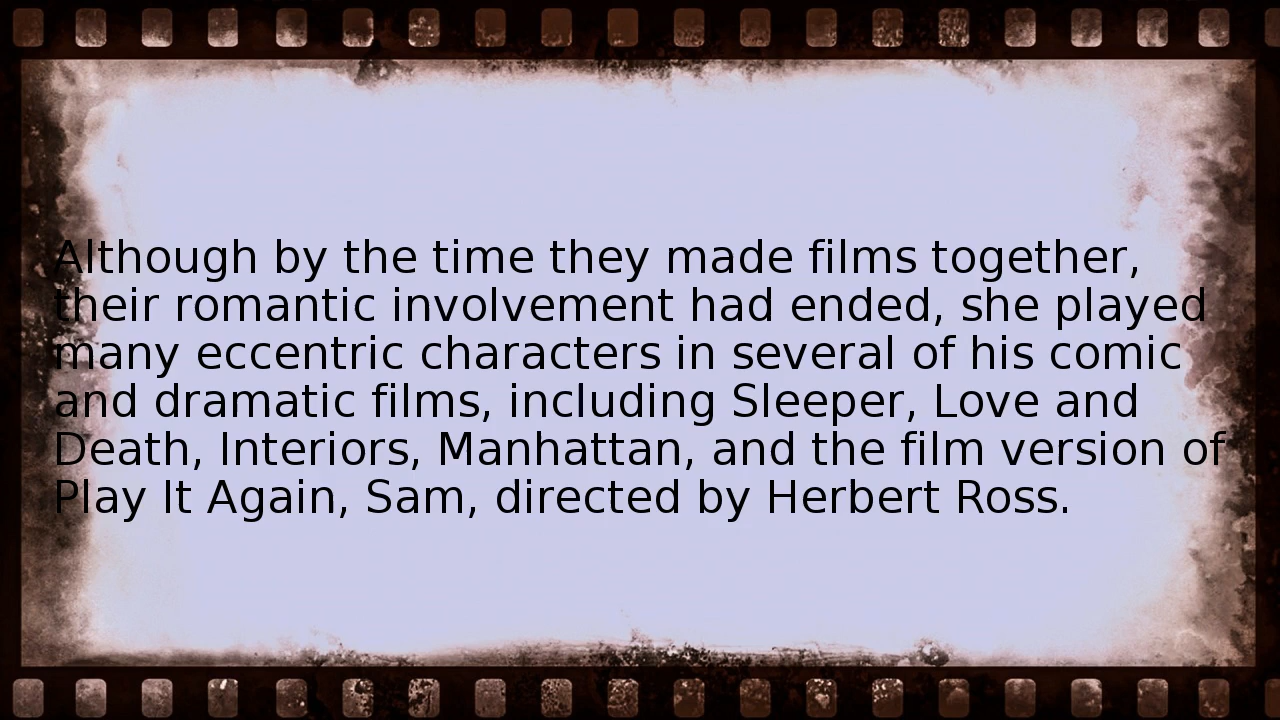 Although by the time they made films together,
their romantic involvement had ended, she played
many eccentric characters in several of his comic
and dramatic films, including Sleeper, Love and
Death, Interiors, Manhattan, and the film version of
Play It Again, Sam, directed by Herbert Ross.